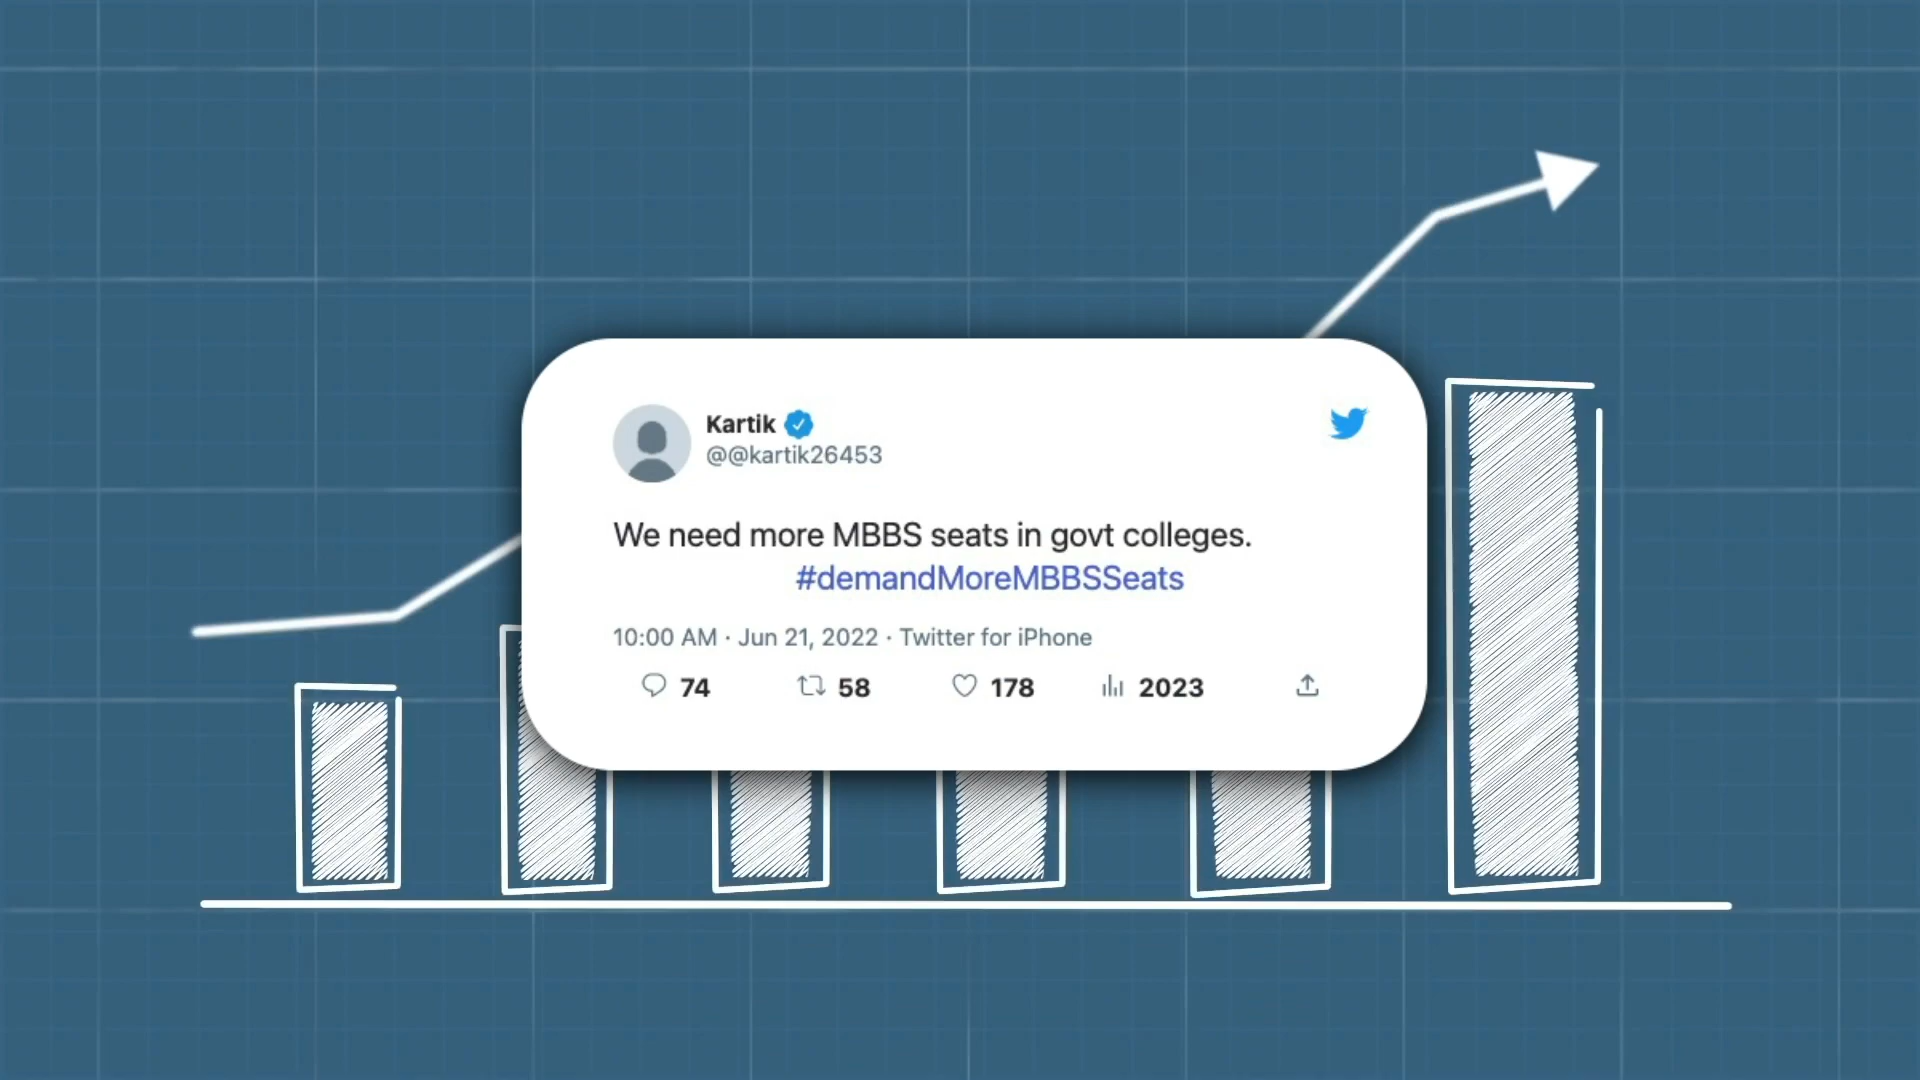 Kartik
@@kartik26453
We need more MBBS seats in govt colleges.
#demandMoreMBBSSeats
10:00 AM · Jun 21, 2022 · Twitter for iPhone
74 58 178 2023